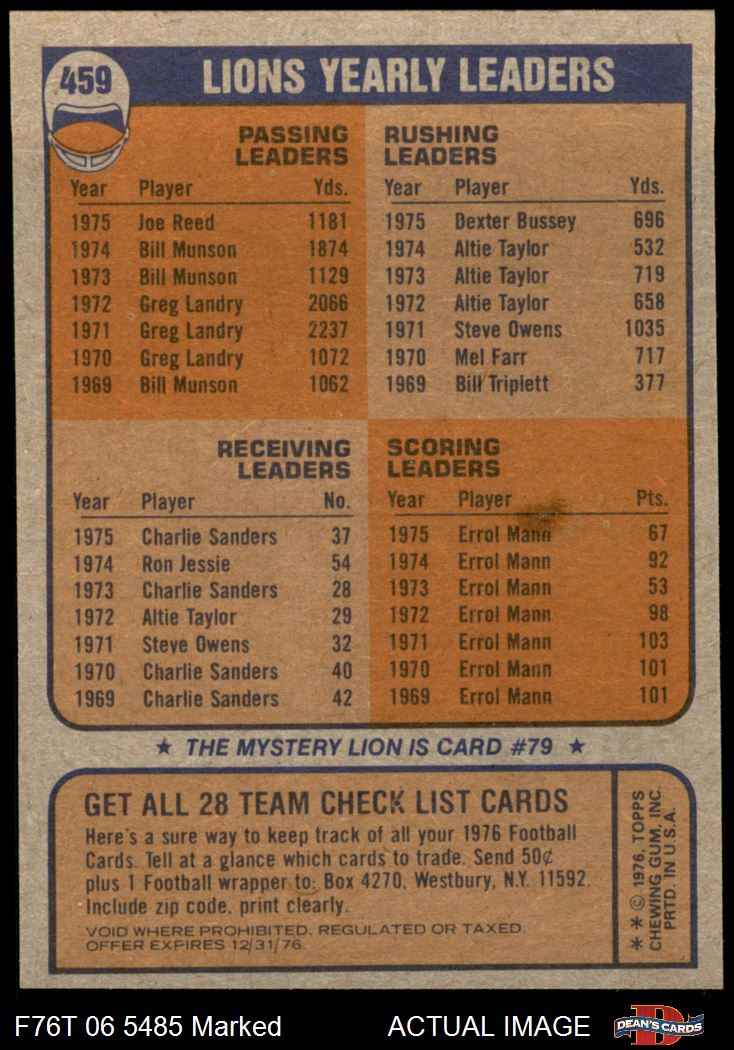 459
LIONS YEARLY LEADERS
PASSING
LEADERS
Year Player Yds.
1975 Joe Reed 1181
1974 Bill Munson 1874
1973 Bill Munson 1129
1972 Greg Landry 2066
1971 Greg Landry 2237
1970 Greg Landry 1072
1969 Bill Munson 1062
RUSHING
LEADERS
Year Player Yds.
1975 Dexter Bussey 696
1974 Altie Taylor 532
1973 Altie Taylor 719
1972 Altie Taylor 658
1971 Steve Owens 1035
1970 Mel Farr 717
1969 Bill Triplett 377
RECEIVING
LEADERS
Year Player No.
1975 Charlie Sanders 37
1974 Ron Jessie 54
1973 Charlie Sanders 28
1972 Altie Taylor 29
1971 Steve Owens 32
1970 Charlie Sanders 40
1969 Charlie Sanders 42
SCORING
LEADERS
Year Player Pts.
1975 Errol Mann 67
1974 Errol Mann 92
1973 Errol Mann 53
1972 Errol Mann 98
1971 Errol Mann 103
1970 Errol Mann 101
1969 Errol Mann 101
★ THE MYSTERY LION IS CARD #79 ★
GET ALL 28 TEAM CHECK LIST CARDS
Here's a sure way to keep track of all your 1976 Football
Cards. Tell at a glance which cards to trade. Send 50¢
plus 1 Football wrapper to: Box 4270, Westbury, N.Y. 11592.
Include zip code, print clearly.
VOID WHERE PROHIBITED, REGULATED OR TAXED.
OFFER EXPIRES 12/31/76.
★ ★ © 1976, TOPPS
CHEWING GUM, INC.
PRTD. IN U.S.A.
F76T 06 5485 Marked ACTUAL IMAGE
DEAN'S CARDS